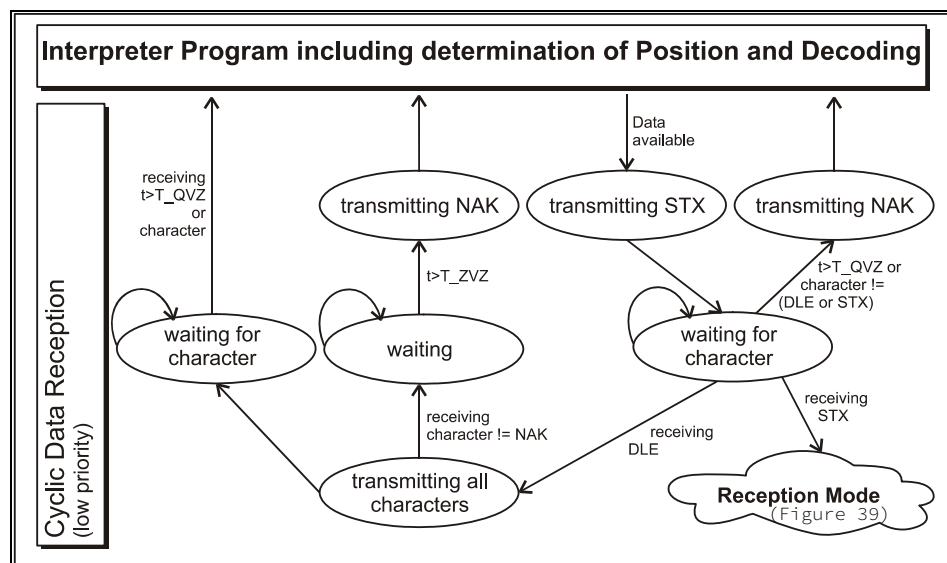 Interpreter Program including determination of Position and Decoding
Cyclic Data Reception
(low priority)
receiving
t>T_QVZ
or
character
Data
available
transmitting NAK
transmitting STX
transmitting NAK
t>T_ZVZ
t>T_QVZ or
character !=
(DLE or STX)
waiting for
character
waiting
waiting for
character
receiving
character != NAK
receiving
DLE
receiving
STX
transmitting all
characters
Reception Mode
(Figure 39)